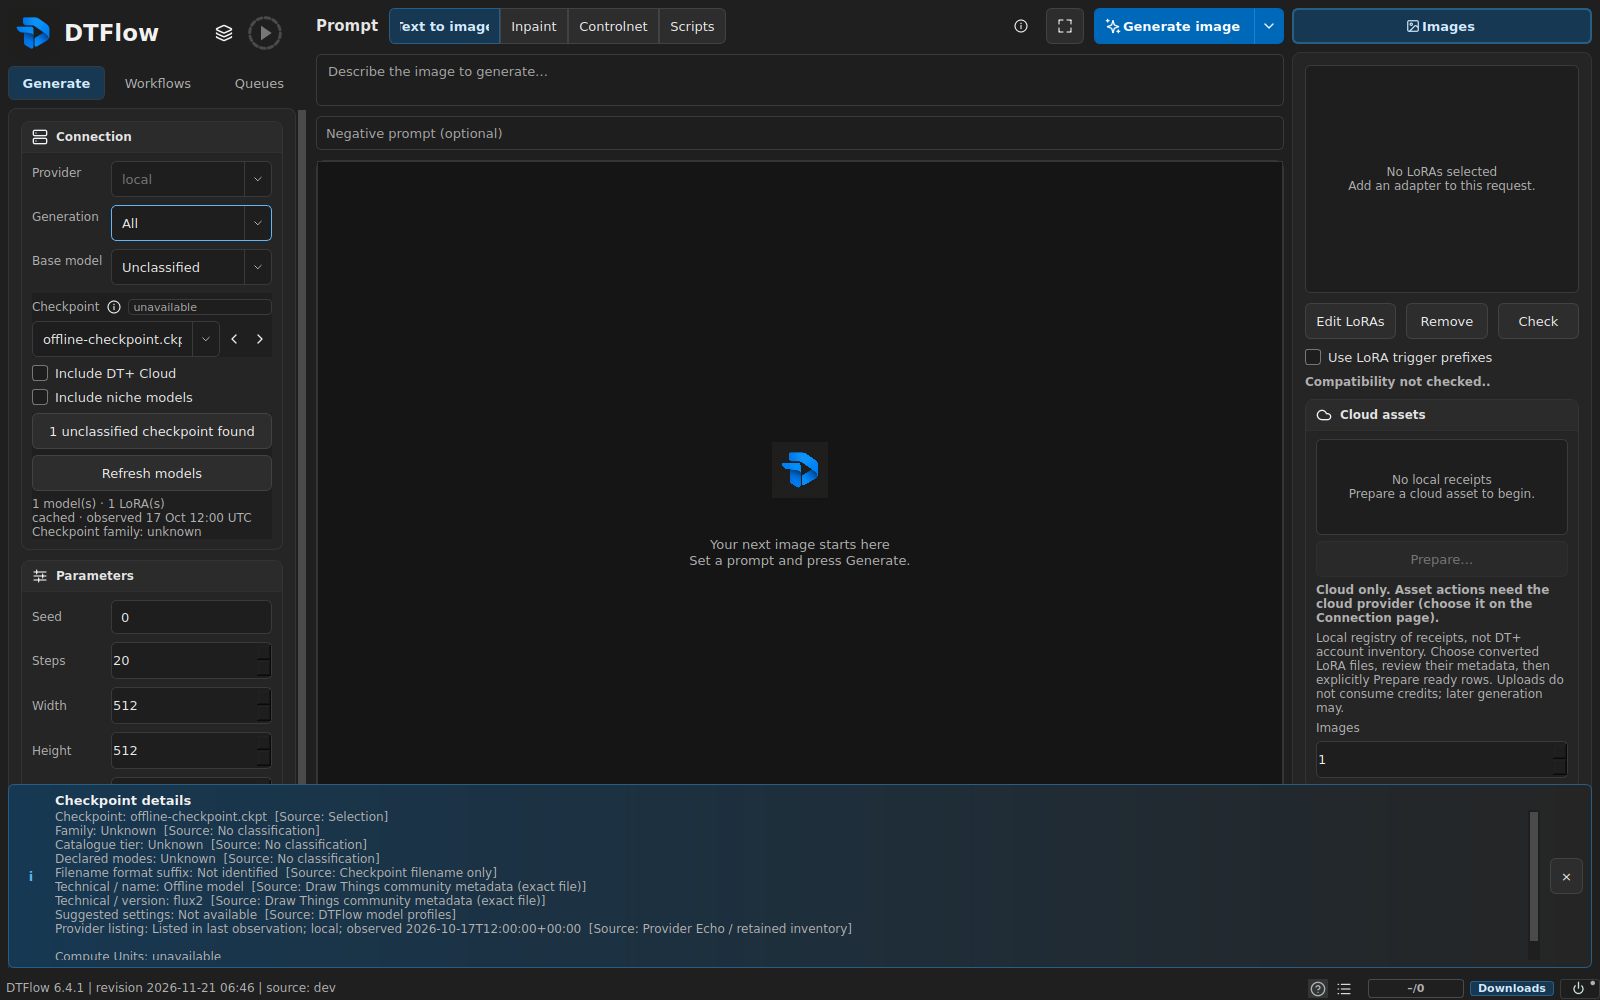 DTFlow
Generate
Workflows
Queues
Connection
Provider
local
Generation
All
Base model
Unclassified
Checkpoint
unavailable
offline-checkpoint.ckp
Include DT+ Cloud
Include niche models
1 unclassified checkpoint found
Refresh models
1 model(s) · 1 LoRA(s)
cached · observed 17 Oct 12:00 UTC
Checkpoint family: unknown
Parameters
Seed
0
Steps
20
Width
512
Height
512
Prompt
Text to image
Inpaint
Controlnet
Scripts
Generate image
Describe the image to generate...
Negative prompt (optional)
Your next image starts here
Set a prompt and press Generate.
Images
No LoRAs selected
Add an adapter to this request.
Edit LoRAs
Remove
Check
Use LoRA trigger prefixes
Compatibility not checked..
Cloud assets
No local receipts
Prepare a cloud asset to begin.
Prepare...
Cloud only. Asset actions need the
cloud provider (choose it on the
Connection page).
Local registry of receipts, not DT+
account inventory. Choose converted
LoRA files, review their metadata, then
explicitly Prepare ready rows. Uploads do
not consume credits; later generation
may.
Images
1
Checkpoint details
Checkpoint: offline-checkpoint.ckpt [Source: Selection]
Family: Unknown [Source: No classification]
Catalogue tier: Unknown [Source: No classification]
Declared modes: Unknown [Source: No classification]
Filename format suffix: Not identified [Source: Checkpoint filename only]
Technical / name: Offline model [Source: Draw Things community metadata (exact file)]
Technical / version: flux2 [Source: Draw Things community metadata (exact file)]
Suggested settings: Not available [Source: DTFlow model profiles]
Provider listing: Listed in last observation; local; observed 2026-10-17T12:00:00+00:00 [Source: Provider Echo / retained inventory]
Compute Units: unavailable
DTFlow 6.4.1 | revision 2026-11-21 06:46 | source: dev
-/0
Downloads